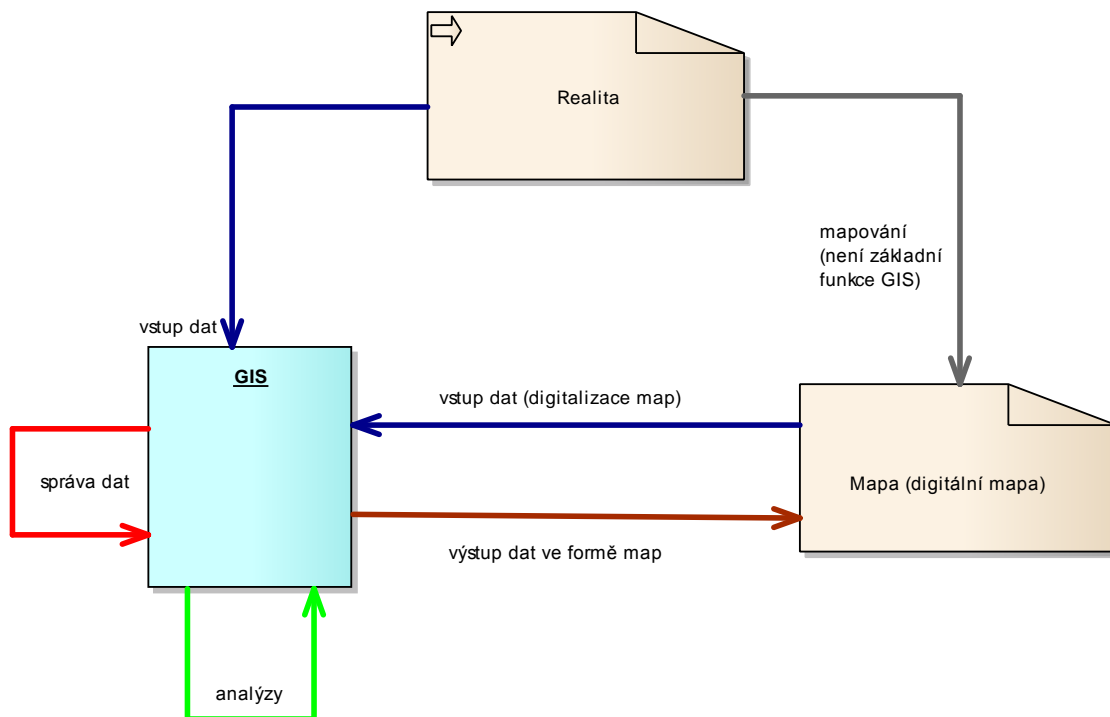 Realita
mapování
(není základní
funkce GIS)
vstup dat
GIS
vstup dat (digitalizace map)
správa dat
Mapa (digitální mapa)
výstup dat ve formě map
analýzy